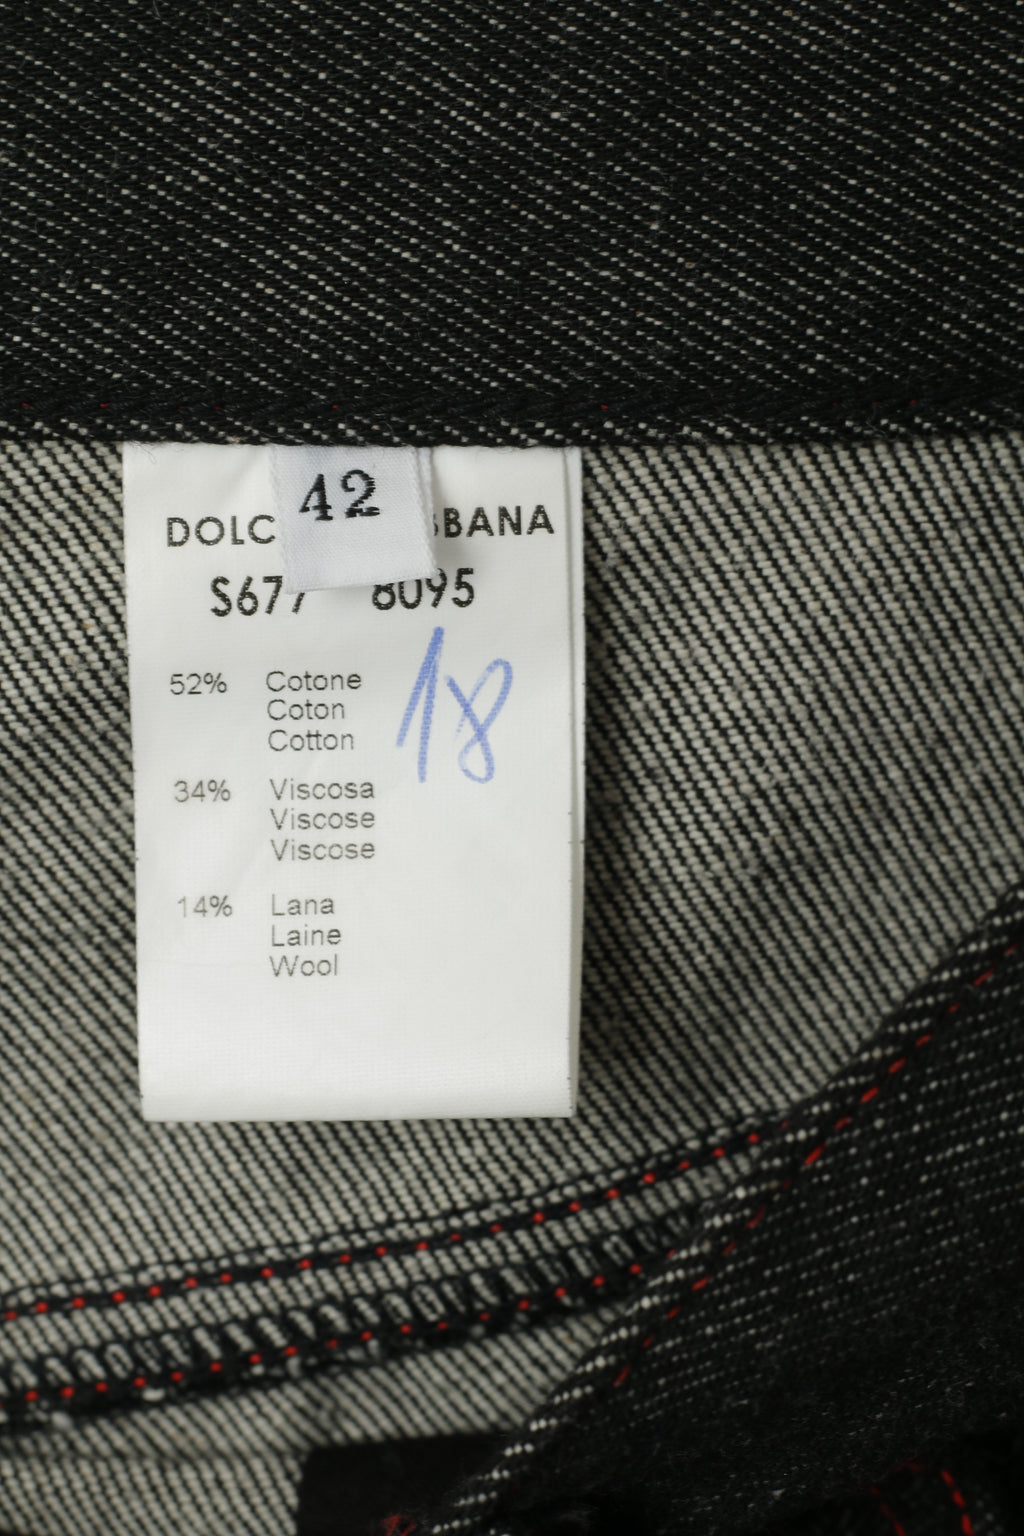 42
DOLC BBANA
S677 8095
18
52% Cotone
Coton
Cotton
34% Viscosa
Viscose
Viscose
14% Lana
Laine
Wool